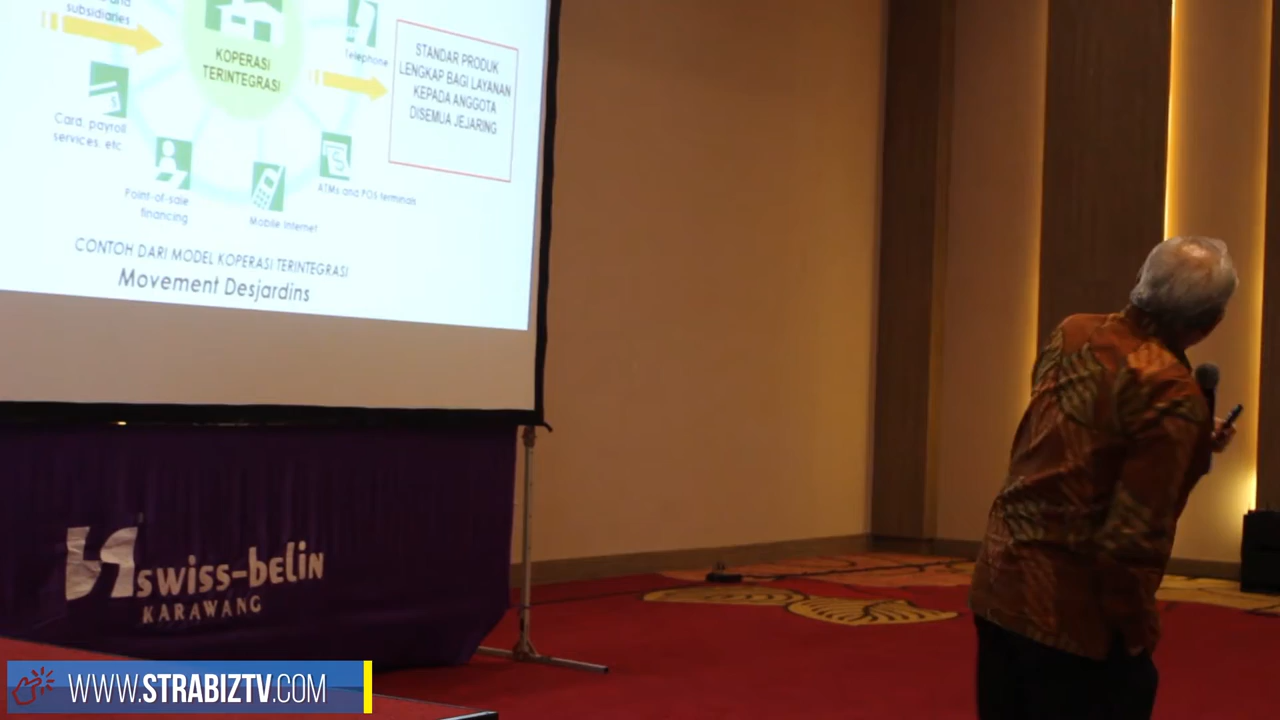 and
subsidiaries
KOPERASI
TERINTEGRASI
Telephone
STANDAR PRODUK
LENGKAP BAGI LAYANAN
KEPADA ANGGOTA
DISEMUA JEJARING
Card, payroll
services, etc
Point-of-sale
financing
Mobile Internet
ATMs and POS terminals
CONTOH DARI MODEL KOPERASI TERINTEGRASI
Movement Desjardins
swiss-belin
KARAWANG
WWW.STRABIZTV.COM